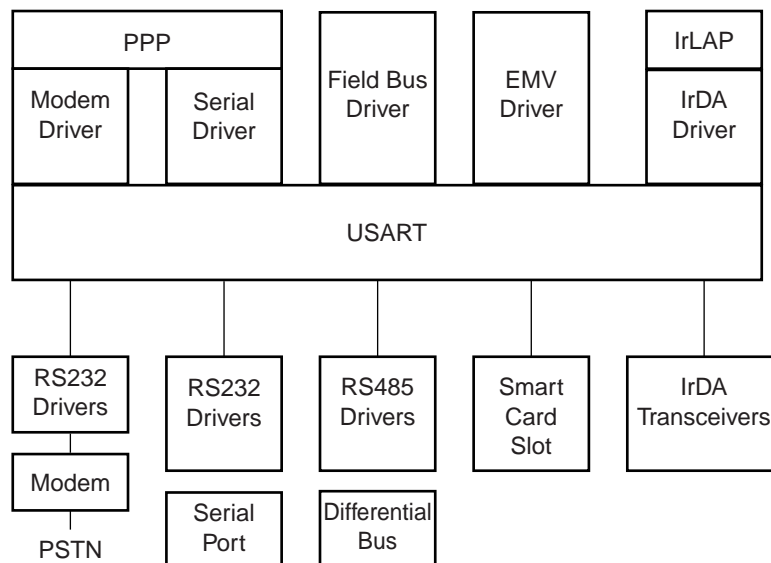 PPP
IrLAP
Modem
Driver
Serial
Driver
Field Bus
Driver
EMV
Driver
IrDA
Driver
USART
RS232
Drivers
RS232
Drivers
RS485
Drivers
Smart
Card
Slot
IrDA
Transceivers
Modem
Serial
Port
Differential
Bus
PSTN